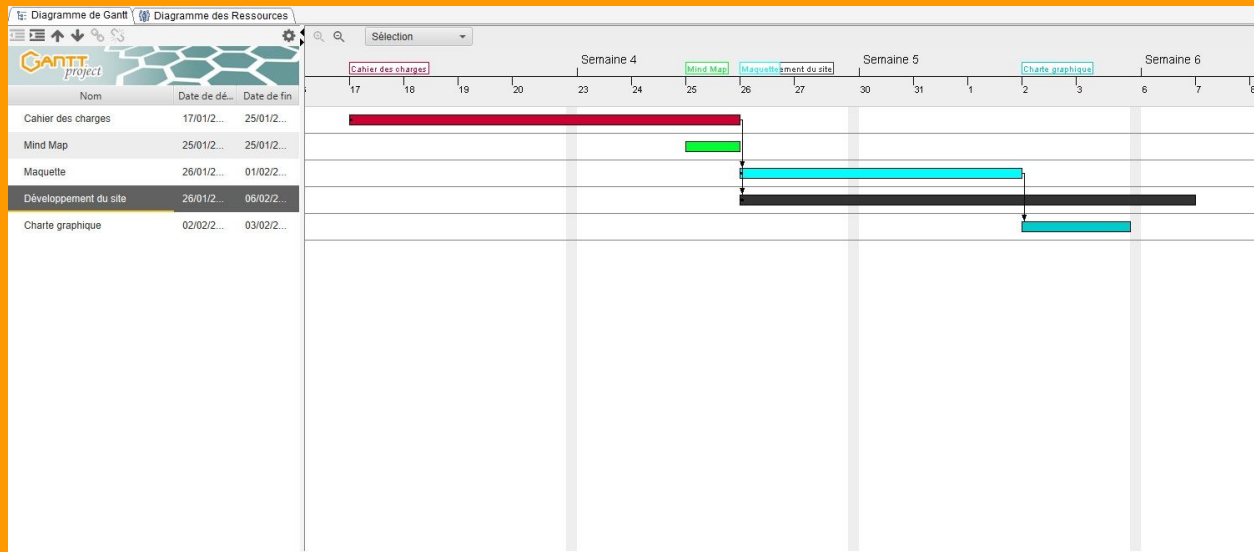 Diagramme de Gantt Diagramme des Ressources
Sélection
GANTT project
Semaine 4 Semaine 5 Semaine 6
Cahier des charges Mind Map Maquette ement du site Charte graphique
Nom Date de dé... Date de fin
17 18 19 20 23 24 25 26 27 30 31 1 2 3 6 7 8
Cahier des charges 17/01/2... 25/01/2...
Mind Map 25/01/2... 25/01/2...
Maquette 26/01/2... 01/02/2...
Développement du site 26/01/2... 06/02/2...
Charte graphique 02/02/2... 03/02/2...